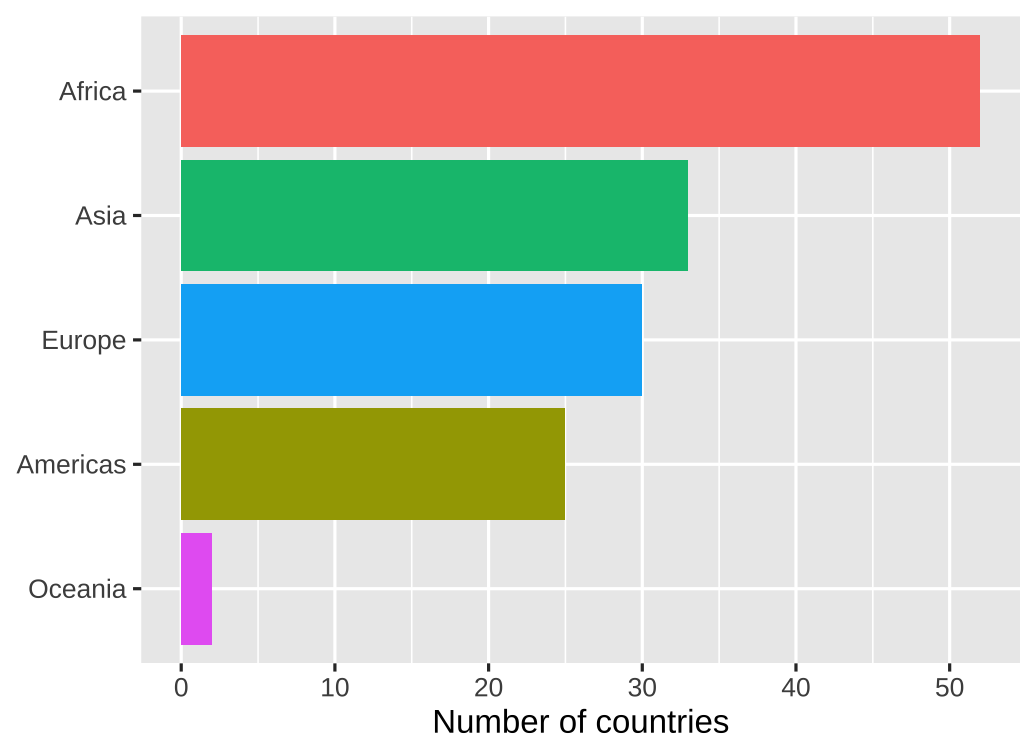 Africa
Asia
Europe
Americas
Oceania
0 10 20 30 40 50
Number of countries